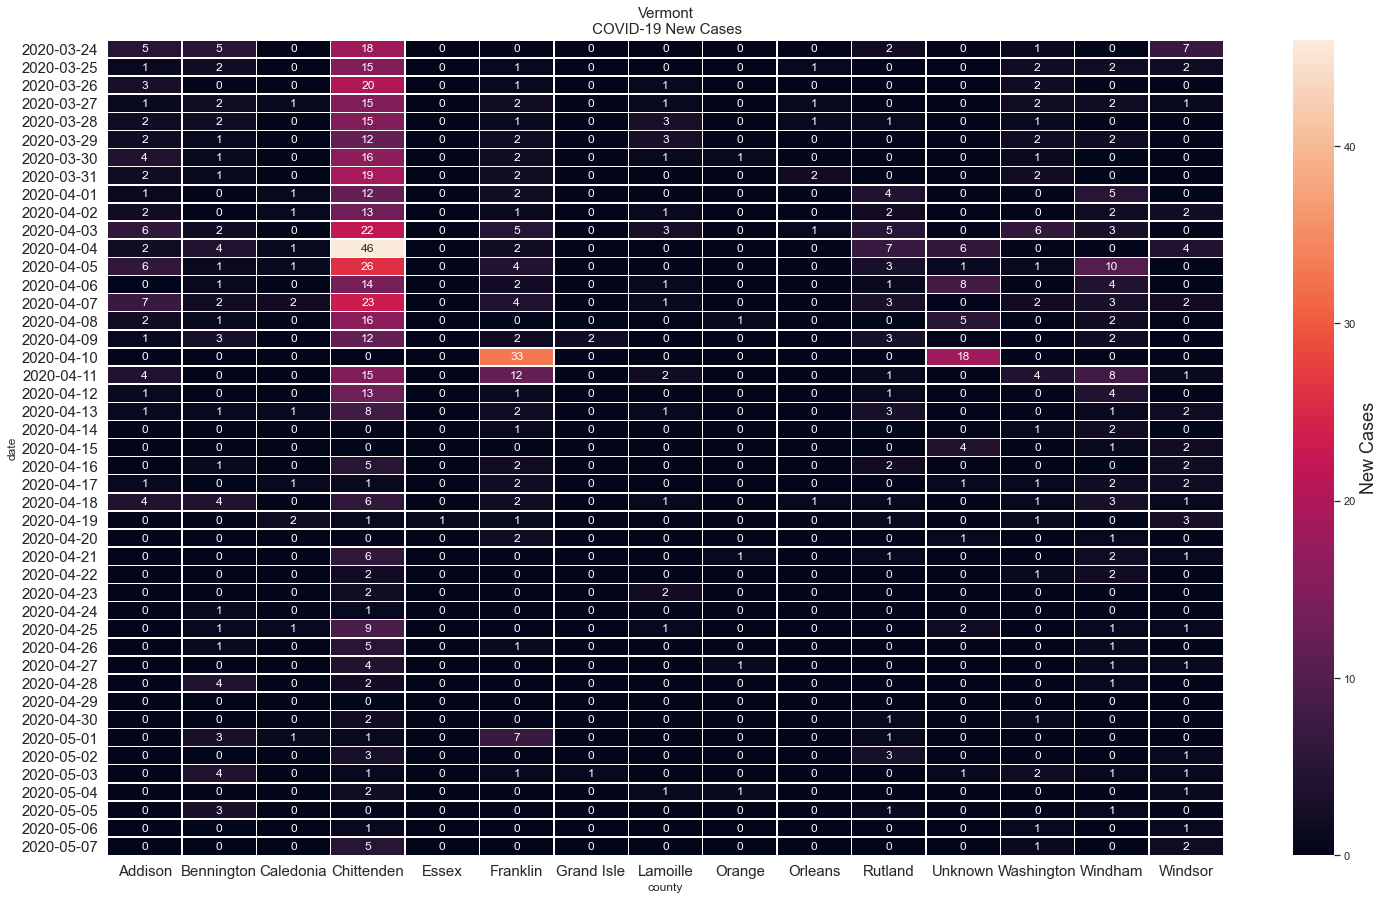 Vermont
COVID-19 New Cases
2020-03-24 5 5 0 18 0 0 0 0 0 0 2 0 1 0 7
2020-03-25 1 2 0 15 0 1 0 0 0 1 0 0 2 2 2
2020-03-26 3 0 0 20 0 1 0 1 0 0 0 0 2 0 0
2020-03-27 1 2 1 15 0 2 0 1 0 1 0 0 2 2 1
2020-03-28 2 2 0 15 0 1 0 3 0 1 1 0 1 0 0
2020-03-29 2 1 0 12 0 2 0 3 0 0 0 0 2 2 0
2020-03-30 4 1 0 16 0 2 0 1 1 0 0 0 1 0 0
2020-03-31 2 1 0 19 0 2 0 0 0 2 0 0 2 0 0
2020-04-01 1 0 1 12 0 2 0 0 0 0 4 0 0 5 0
2020-04-02 2 0 1 13 0 1 0 1 0 0 2 0 0 2 2
2020-04-03 6 2 0 22 0 5 0 3 0 1 5 0 6 3 0
2020-04-04 2 4 1 46 0 2 0 0 0 0 7 6 0 0 4
2020-04-05 6 1 1 26 0 4 0 0 0 0 3 1 1 10 0
2020-04-06 0 1 0 14 0 2 0 1 0 0 1 8 0 4 0
2020-04-07 7 2 2 23 0 4 0 1 0 0 3 0 2 3 2
2020-04-08 2 1 0 16 0 0 0 0 1 0 0 5 0 2 0
2020-04-09 1 3 0 12 0 2 2 0 0 0 3 0 0 2 0
2020-04-10 0 0 0 0 0 33 0 0 0 0 0 18 0 0 0
2020-04-11 4 0 0 15 0 12 0 2 0 0 1 0 4 8 1
2020-04-12 1 0 0 13 0 1 0 0 0 0 1 0 0 4 0
2020-04-13 1 1 1 8 0 2 0 1 0 0 3 0 0 1 2
2020-04-14 0 0 0 0 0 1 0 0 0 0 0 0 1 2 0
2020-04-15 0 0 0 0 0 0 0 0 0 0 0 4 0 1 2
2020-04-16 0 1 0 5 0 2 0 0 0 0 2 0 0 0 2
2020-04-17 1 0 1 1 0 2 0 0 0 0 0 1 1 2 2
2020-04-18 4 4 0 6 0 2 0 1 0 1 1 0 1 3 1
2020-04-19 0 0 2 1 1 1 0 0 0 0 1 0 1 0 3
2020-04-20 0 0 0 0 0 2 0 0 0 0 0 1 0 1 0
2020-04-21 0 0 0 6 0 0 0 0 1 0 1 0 0 2 1
2020-04-22 0 0 0 2 0 0 0 0 0 0 0 0 1 2 0
2020-04-23 0 0 0 2 0 0 0 2 0 0 0 0 0 0 0
2020-04-24 0 1 0 1 0 0 0 0 0 0 0 0 0 0 0
2020-04-25 0 1 1 9 0 0 0 1 0 0 0 2 0 1 1
2020-04-26 0 1 0 5 0 1 0 0 0 0 0 0 0 1 0
2020-04-27 0 0 0 4 0 0 0 0 1 0 0 0 0 1 1
2020-04-28 0 4 0 2 0 0 0 0 0 0 0 0 0 1 0
2020-04-29 0 0 0 0 0 0 0 0 0 0 0 0 0 0 0
2020-04-30 0 0 0 2 0 0 0 0 0 0 1 0 1 0 0
2020-05-01 0 3 1 1 0 7 0 0 0 0 1 0 0 0 0
2020-05-02 0 0 0 3 0 0 0 0 0 0 3 0 0 0 1
2020-05-03 0 4 0 1 0 1 1 0 0 0 0 1 2 1 1
2020-05-04 0 0 0 2 0 0 0 1 1 0 0 0 0 0 1
2020-05-05 0 3 0 0 0 0 0 0 0 0 1 0 0 1 0
2020-05-06 0 0 0 1 0 0 0 0 0 0 0 0 1 0 1
2020-05-07 0 0 0 5 0 0 0 0 0 0 0 0 1 0 2
Addison Bennington Caledonia Chittenden Essex Franklin Grand Isle Lamoille Orange Orleans Rutland Unknown Washington Windham Windsor
county
date
40
30
20
10
0
New Cases